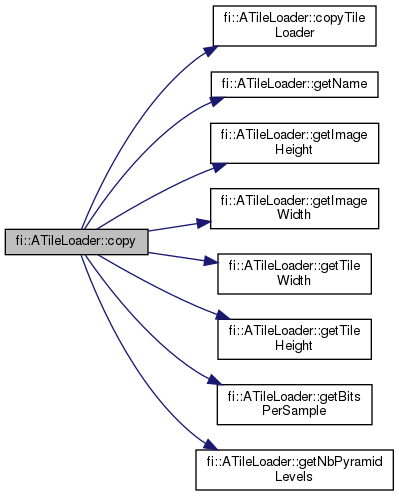 fi::ATileLoader::copyTile
Loader
fi::ATileLoader::getName
fi::ATileLoader::getImage
Height
fi::ATileLoader::getImage
Width
fi::ATileLoader::copy
fi::ATileLoader::getTile
Width
fi::ATileLoader::getTile
Height
fi::ATileLoader::getBits
PerSample
fi::ATileLoader::getNbPyramid
Levels